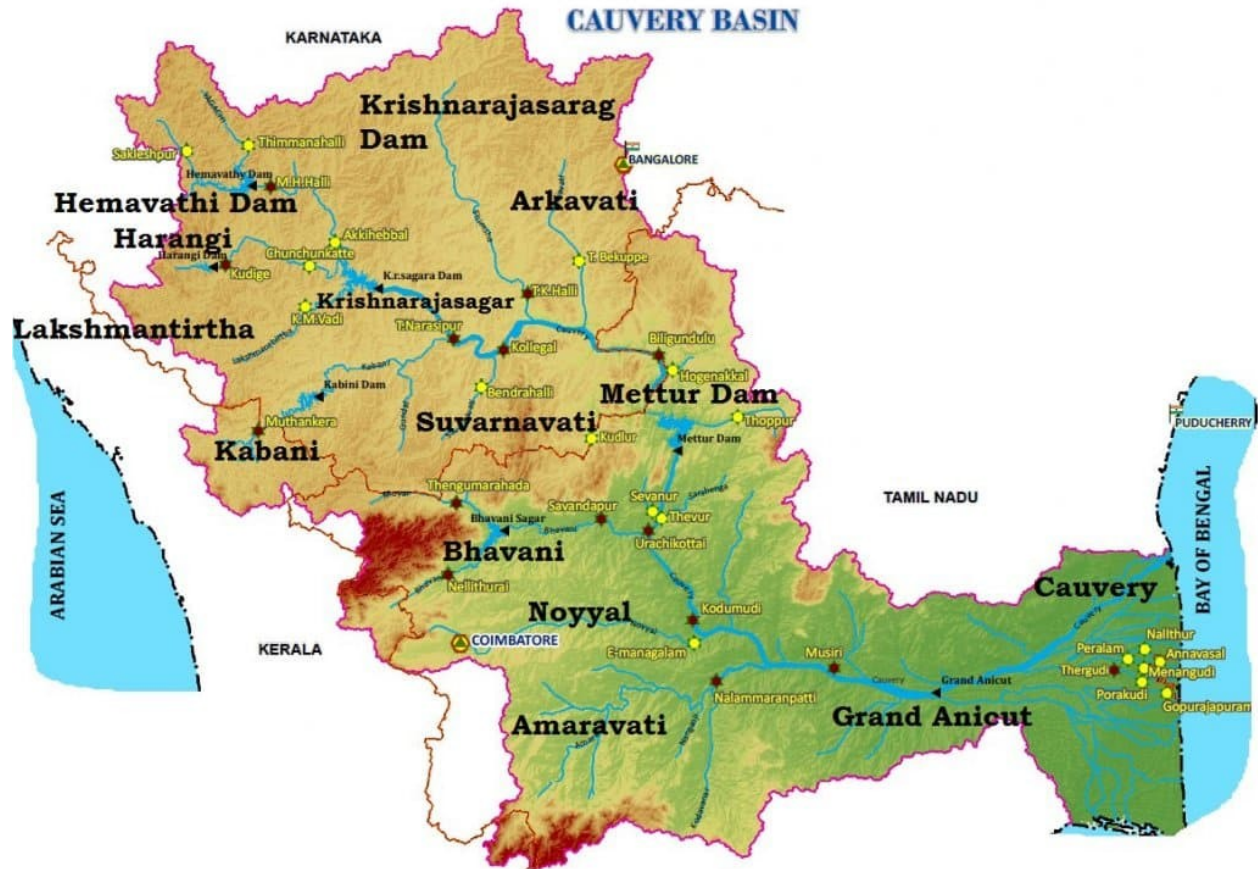 CAUVERY BASIN
KARNATAKA
Krishnarajasarag
Dam
Thimmanahalli
Sakleshpur
BANGALORE
Hemavathy Dam
M.H.Halli
Hemavathi Dam
Arkavati
Harangi
Akkihebbal
Harangi Dam
Chunchunkatte
Kudige
T. Bekuppe
K.r.sagara Dam
T.K.Halli
Krishnarajasagar
K.M.Vadi
Lakshmantirtha
T.Narasipur
Cauvery
Kollegal
Biligundulu
Kabany
Hogenakkal
Kabini Dam
Bendrahalli
Mettur Dam
Suvarnavati
Thoppur
PUDUCHERRY
Muthankera
Kudlur
Kabani
Mettur Dam
Thengumarahada
TAMIL NADU
Savandapur
Sevanur
Bhavani Sagar
Bhavani
Thevur
Urachikottai
ARABIAN SEA
BAY OF BENGAL
Bhavani
Nellithurai
Cauvery
Cauvery
Noyyal
Kodumudi
Cauvery
Noyyal
COIMBATORE
KERALA
E-managalam
Musiri
Nallthur
Peralam
Annavasal
Thergudi
Menangudi
Cauvery
Grand Anicut
Nalammaranpatti
Porakudi
Gopurajapuram
Grand Anicut
Amaravati